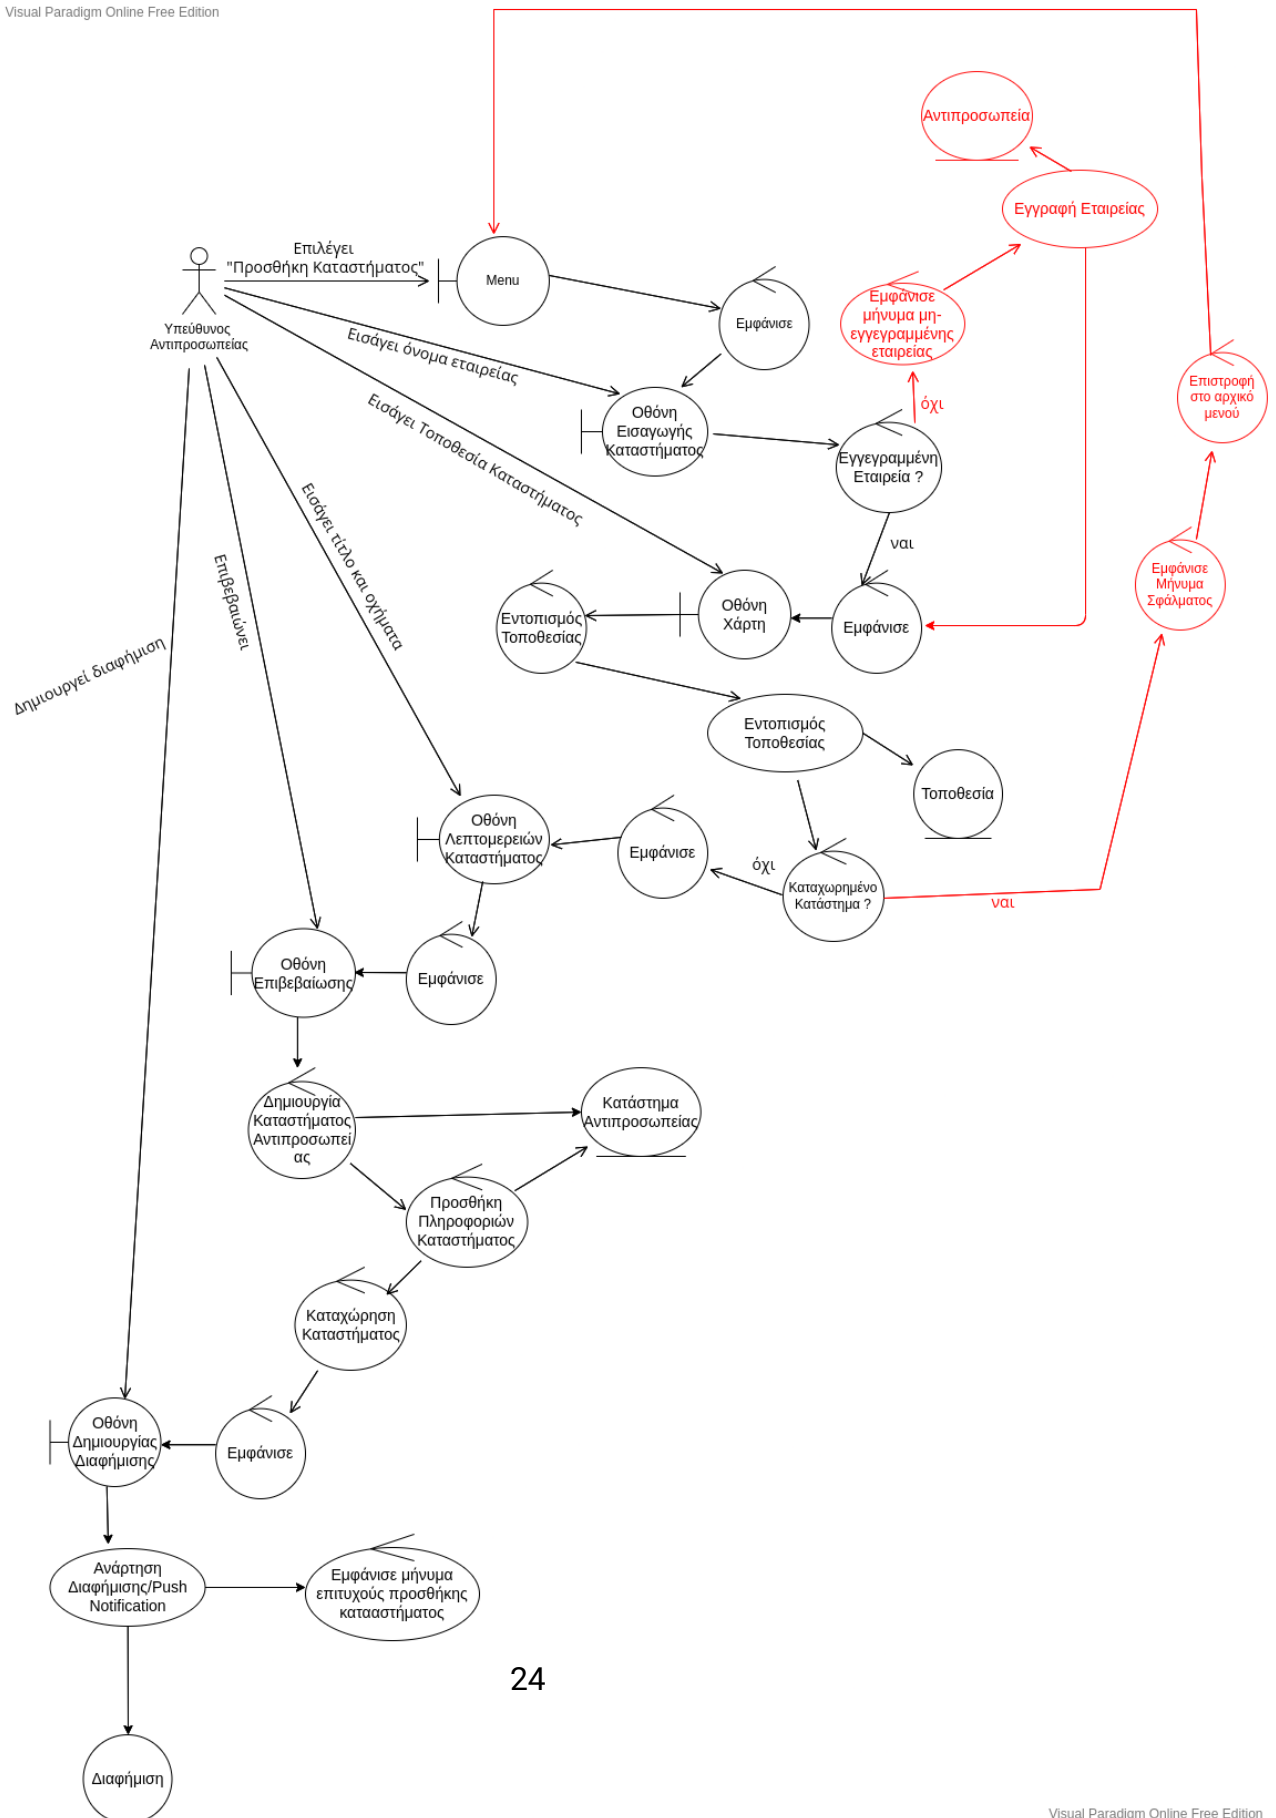 Visual Paradigm Online Free Edition
Αντιπροσωπεία
Εγγραφή Εταιρείας
Επιλέγει
"Προσθήκη Καταστήματος"
Menu
Υπεύθυνος
Αντιπροσωπείας
Εμφάνισε
Εμφάνισε
μήνυμα μη-
εγγεγραμμένης
εταιρείας
Εισάγει όνομα εταιρείας
Επιστροφή
στο αρχικό
μενού
όχι
Οθόνη
Εισαγωγής
Καταστήματος
Εισάγει Τοποθεσία Καταστήματος
Εγγεγραμμένη
Εταιρεία ?
ναι
Εισάγει τίτλο και οχήματα
Επιβεβαιώνει
Εμφάνισε
Μήνυμα
Σφάλματος
Εντοπισμός
Τοποθεσίας
Οθόνη
Χάρτη
Εμφάνισε
Δημιουργεί διαφήμιση
Εντοπισμός
Τοποθεσίας
Τοποθεσία
Οθόνη
Λεπτομερειών
Καταστήματος
Εμφάνισε
όχι
Καταχωρημένο
Κατάστημα ?
ναι
Οθόνη
Επιβεβαίωσης
Εμφάνισε
Δημιουργία
Καταστήματος
Αντιπροσωπεί
ας
Κατάστημα
Αντιπροσωπείας
Προσθήκη
Πληροφοριών
Καταστήματος
Καταχώρηση
Καταστήματος
Οθόνη
Δημιουργίας
Διαφήμισης
Εμφάνισε
Ανάρτηση
Διαφήμισης/Push
Notification
Εμφάνισε μήνυμα
επιτυχούς προσθήκης
καταα​στήματος
24
Διαφήμιση
Visual Paradigm Online Free Edition